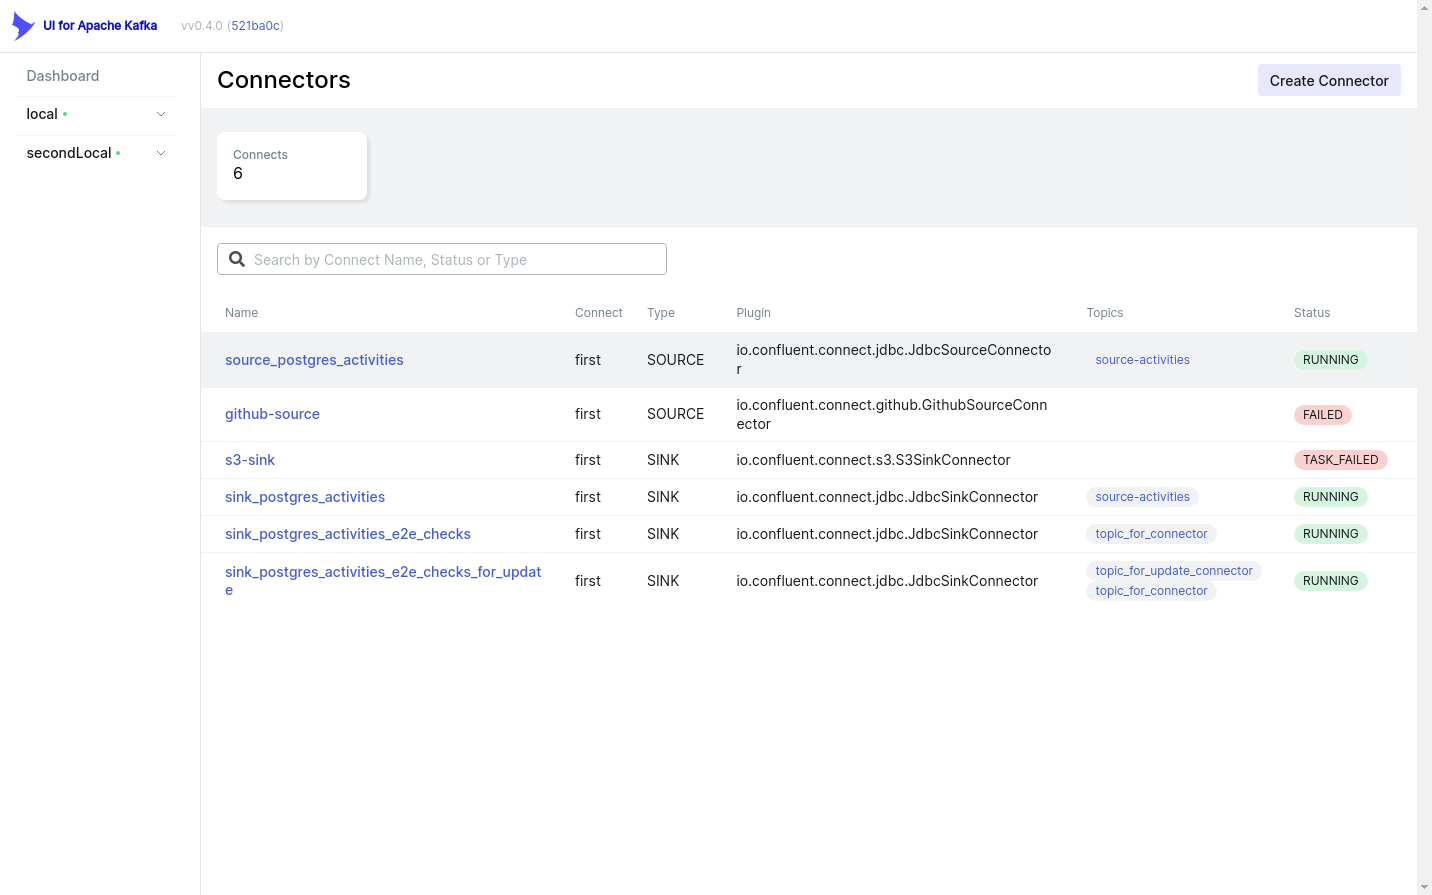 UI for Apache Kafka vv0.4.0 (521ba0c)
Dashboard
local
secondLocal
Connectors
Create Connector
Connects
6
Search by Connect Name, Status or Type
Name Connect Type Plugin Topics Status
source_postgres_activities first SOURCE io.confluent.connect.jdbc.JdbcSourceConnecto
r source-activities RUNNING
github-source first SOURCE io.confluent.connect.github.GithubSourceConn
ector FAILED
s3-sink first SINK io.confluent.connect.s3.S3SinkConnector TASK_FAILED
sink_postgres_activities first SINK io.confluent.connect.jdbc.JdbcSinkConnector source-activities RUNNING
sink_postgres_activities_e2e_checks first SINK io.confluent.connect.jdbc.JdbcSinkConnector topic_for_connector RUNNING
sink_postgres_activities_e2e_checks_for_updat
e first SINK io.confluent.connect.jdbc.JdbcSinkConnector topic_for_update_connector
topic_for_connector RUNNING